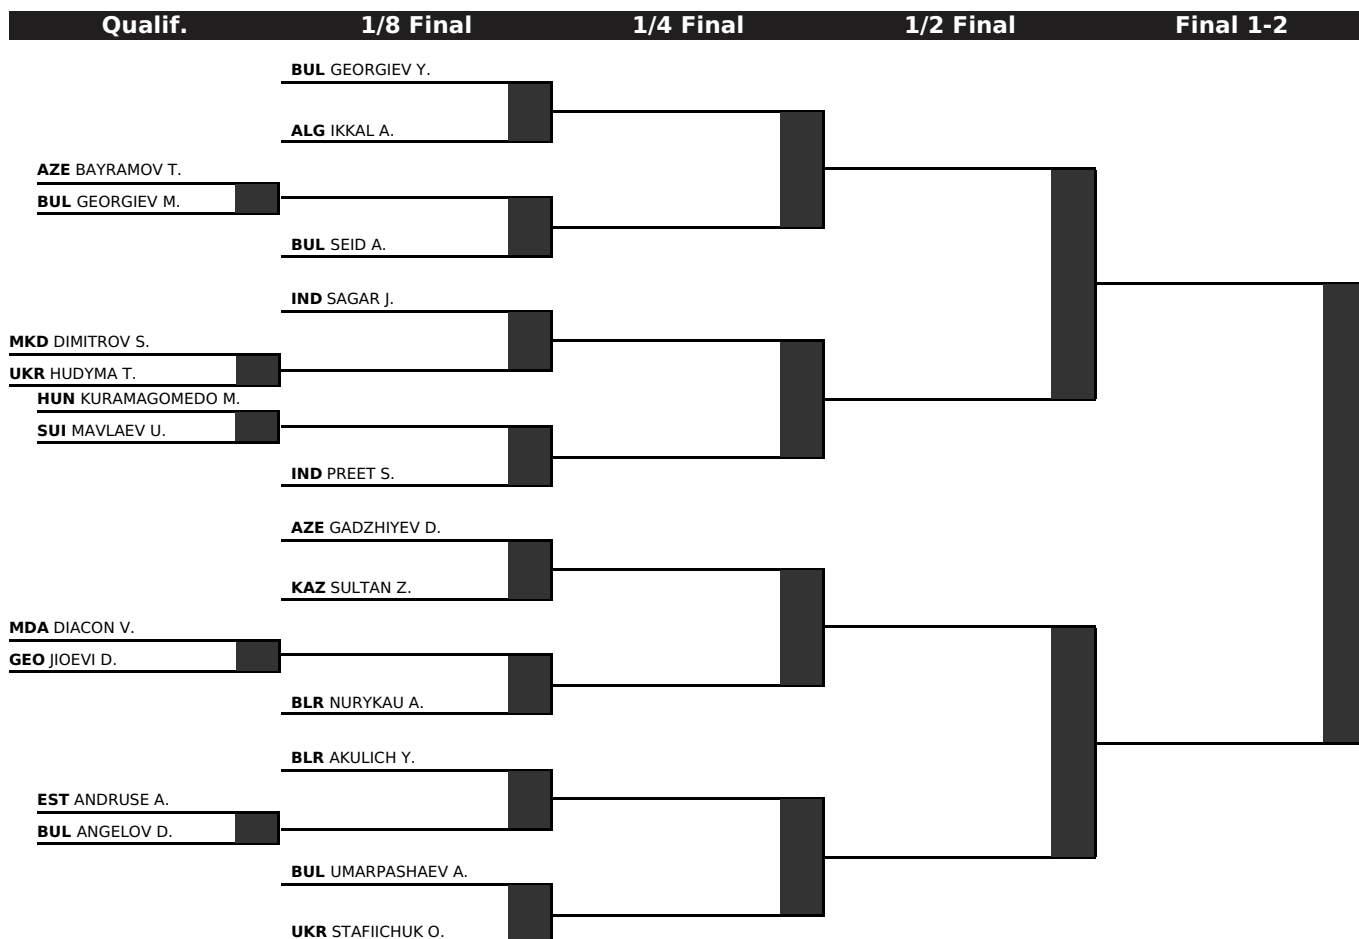 Qualif. 1/8 Final 1/4 Final 1/2 Final Final 1-2
BUL GEORGIEV Y.
ALG IKKAL A.
AZE BAYRAMOV T.
BUL GEORGIEV M.
BUL SEID A.
IND SAGAR J.
MKD DIMITROV S.
UKR HUDYMA T.
HUN KURAMAGOMEDO M.
SUI MAVLAEV U.
IND PREET S.
AZE GADZHIYEV D.
KAZ SULTAN Z.
MDA DIACON V.
GEO JIOEVI D.
BLR NURYKAU A.
BLR AKULICH Y.
EST ANDRUSE A.
BUL ANGELOV D.
BUL UMARPASHAEV A.
UKR STAFIICHUK O.